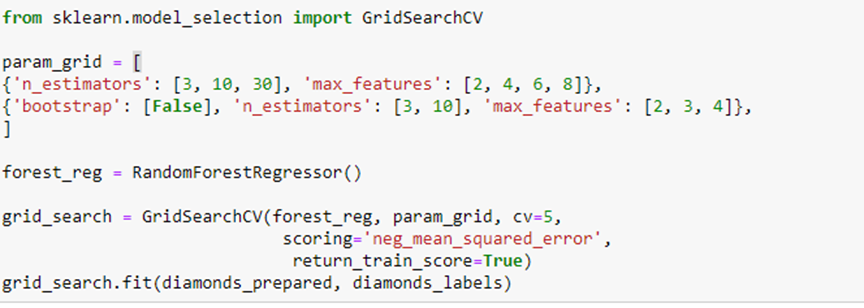 from sklearn.model_selection import GridSearchCV
param_grid = [
{'n_estimators': [3, 10, 30], 'max_features': [2, 4, 6, 8]},
{'bootstrap': [False], 'n_estimators': [3, 10], 'max_features': [2, 3, 4]},
]
forest_reg = RandomForestRegressor()
grid_search = GridSearchCV(forest_reg, param_grid, cv=5,
scoring='neg_mean_squared_error',
return_train_score=True)
grid_search.fit(diamonds_prepared, diamonds_labels)